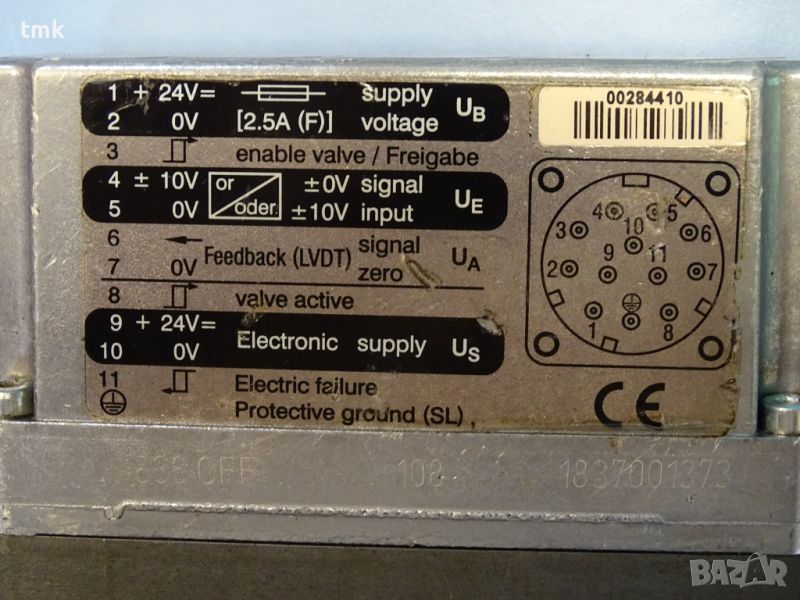 tmk
1 + 24V= supply UB
2 0V [2.5A (F)] voltage
3 enable valve / Freigabe
4 ± 10V or ±0V signal UE
5 0V oder ±10V input
6 Feedback (LVDT) signal UA
7 0V zero
8 valve active
9 + 24V= Electronic supply US
10 0V
11 Electric failure
Protective ground (SL)
00284410
4 5
3 10 6
2 9 11 7
1 8
CE
OFF 108 1837001373
BAZAR